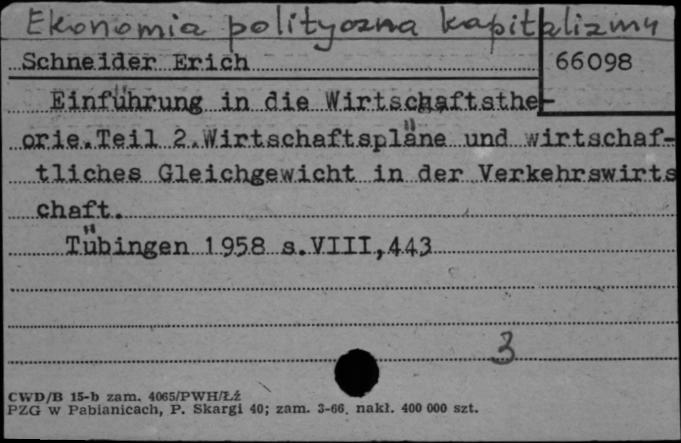 Ekonomia polityczna kapitalizmu
Schneider Erich
66098
Einführung in die Wirtschaftsthe-
orie.Teil 2.Wirtschaftspläne und wirtschaf-
tliches Gleichgewicht in der Verkehrswirts
chaft.
Tübingen 1958 s.VIII,443
3
CWD/B 15-b zam. 4065/PWH/Łź
PZG w Pabianicach, P. Skargi 40; zam. 3-66. nakł. 400 000 szt.